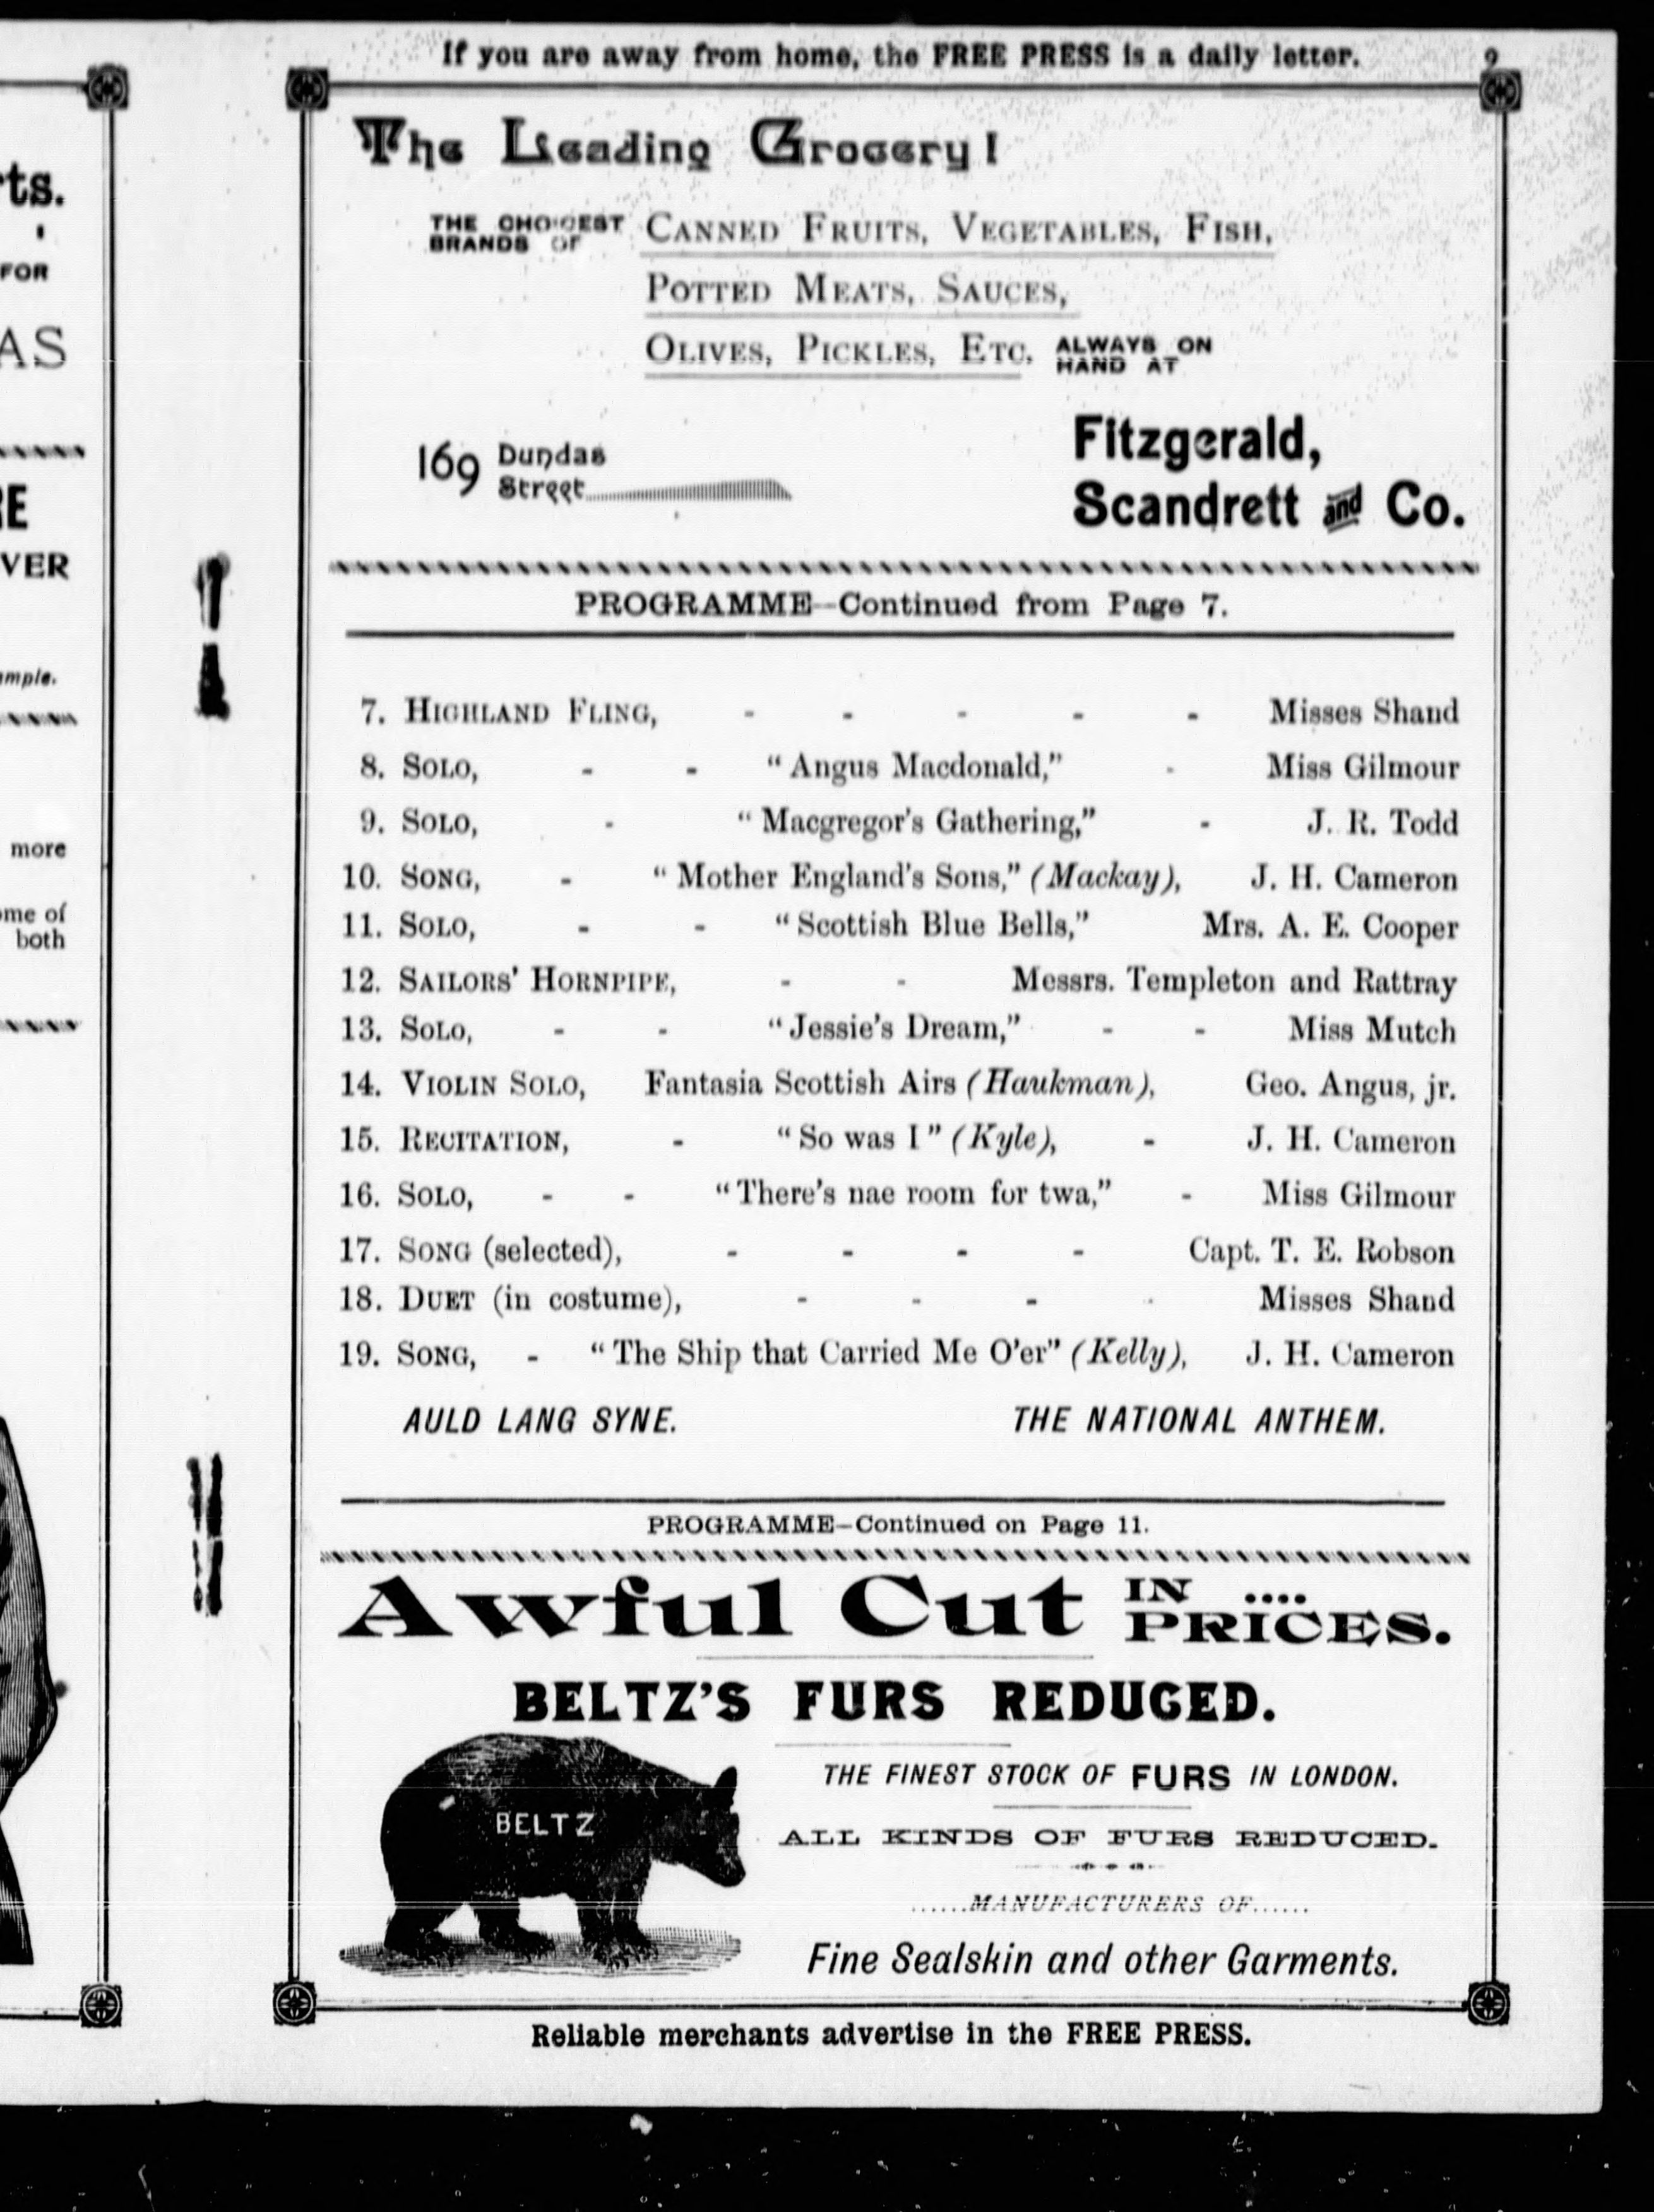 rts.
FOR
AS
RE
VER
ample.
more
ome of
both
If you are away from home, the FREE PRESS is a daily letter. 9
The Leading Grocery!
THE CHOICEST BRANDS OF CANNED FRUITS, VEGETABLES, FISH,
POTTED MEATS, SAUCES,
OLIVES, PICKLES, ETC. ALWAYS ON HAND AT
169 Dundas Street
Fitzgerald,
Scandrett and Co.
PROGRAMME—Continued from Page 7.
7. HIGHLAND FLING, - - - - - Misses Shand
8. SOLO, - - “Angus Macdonald,” - Miss Gilmour
9. SOLO, - “Macgregor's Gathering,” - J. R. Todd
10. SONG, - “Mother England's Sons,” (Mackay), J. H. Cameron
11. SOLO, - - “Scottish Blue Bells,” Mrs. A. E. Cooper
12. SAILORS' HORNPIPE, - - Messrs. Templeton and Rattray
13. SOLO, - - “Jessie's Dream,” - - Miss Mutch
14. VIOLIN SOLO, Fantasia Scottish Airs (Haukman), Geo. Angus, jr.
15. RECITATION, - “So was I” (Kyle), - J. H. Cameron
16. SOLO, - - “There's nae room for twa,” - Miss Gilmour
17. SONG (selected), - - - - Capt. T. E. Robson
18. DUET (in costume), - - - - Misses Shand
19. SONG, - “The Ship that Carried Me O'er” (Kelly), J. H. Cameron
AULD LANG SYNE. THE NATIONAL ANTHEM.
PROGRAMME—Continued on Page 11.
Awful Cut IN .... PRICES.
BELTZ'S FURS REDUCED.
BELTZ
THE FINEST STOCK OF FURS IN LONDON.
ALL KINDS OF FURS REDUCED.
......MANUFACTURERS OF......
Fine Sealskin and other Garments.
Reliable merchants advertise in the FREE PRESS.